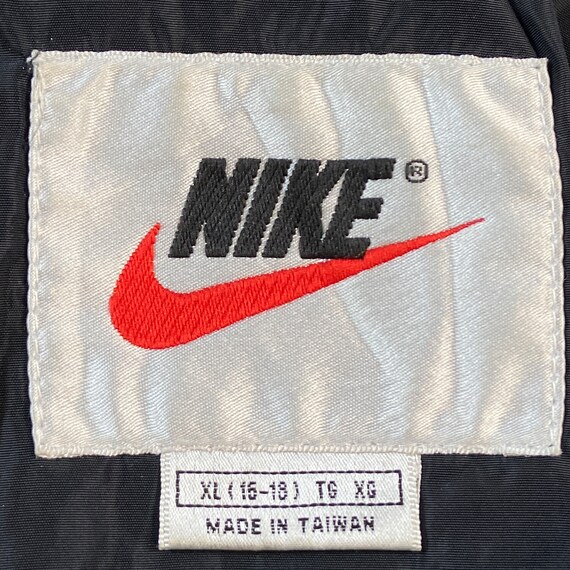 NIKE®
XL (16-18) TG XG
MADE IN TAIWAN